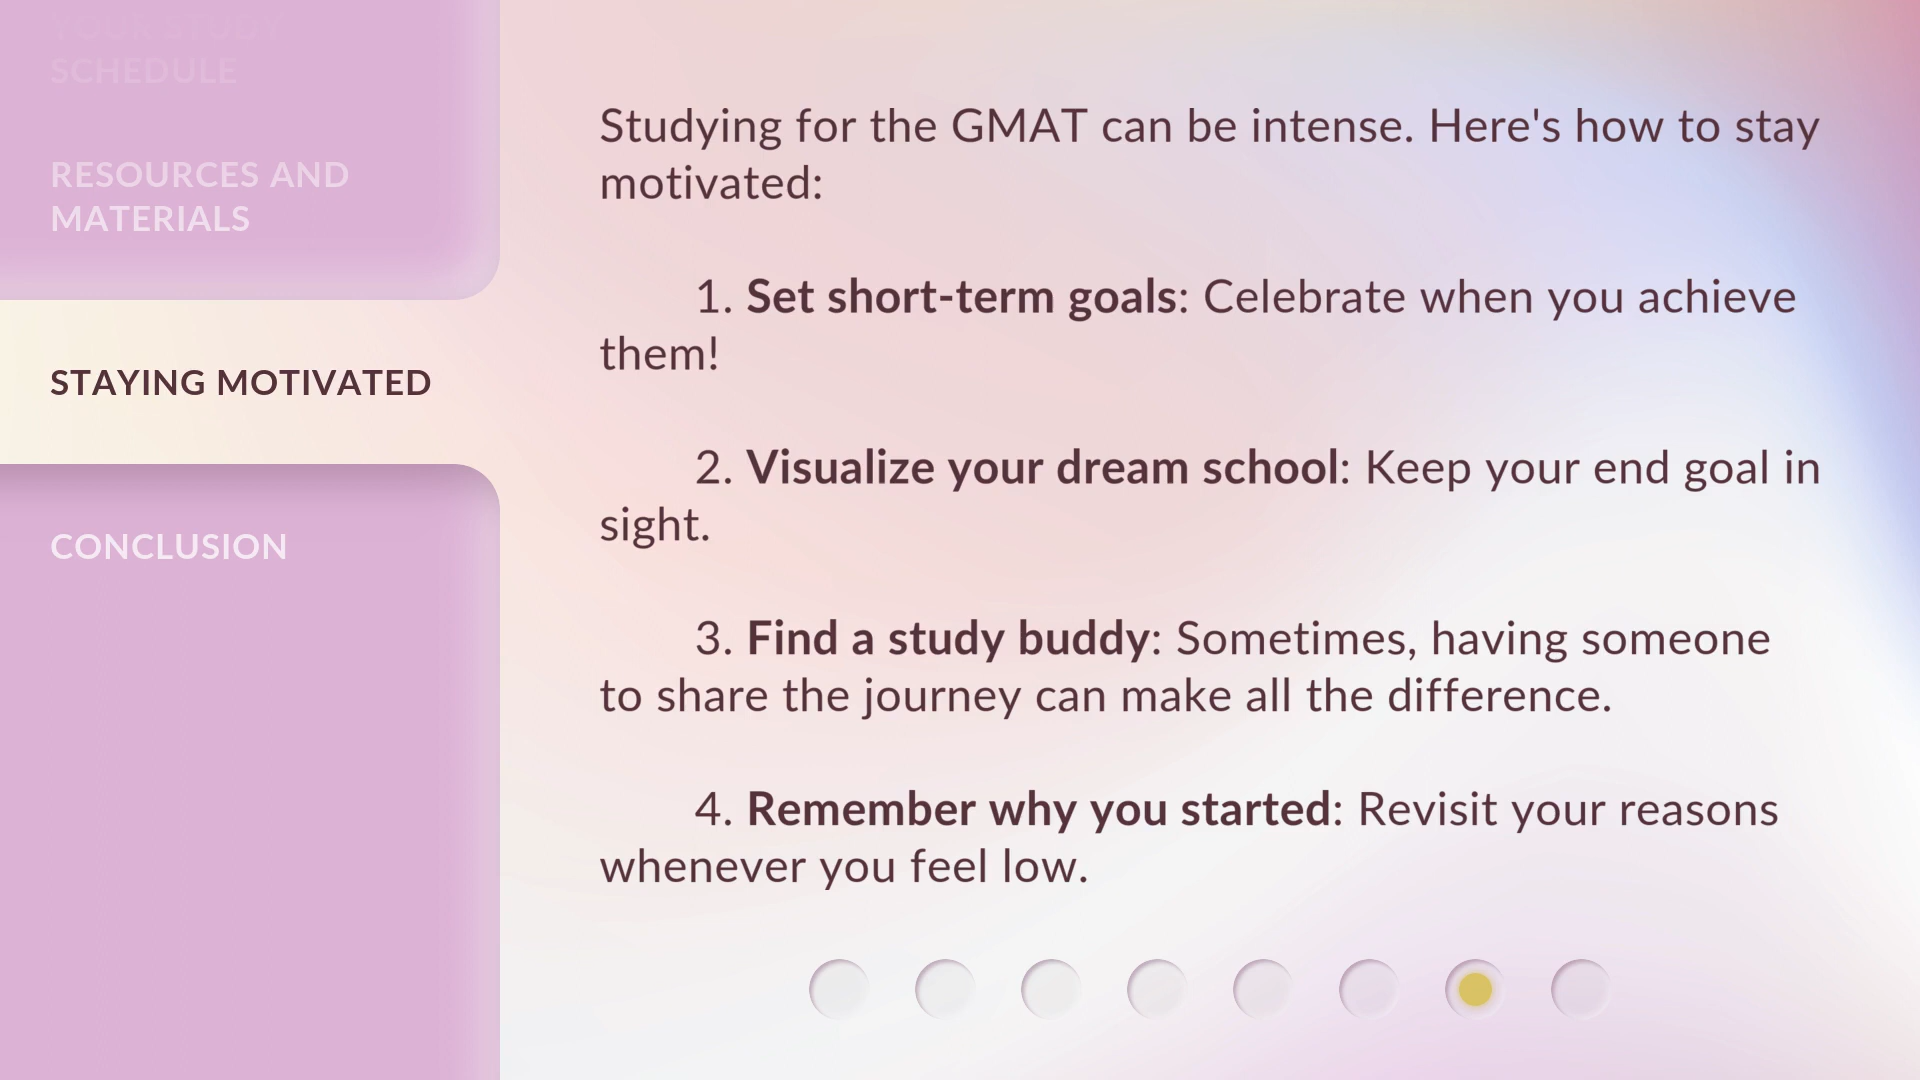 YOUR STUDY
SCHEDULE
RESOURCES AND
MATERIALS
STAYING MOTIVATED
CONCLUSION
Studying for the GMAT can be intense. Here's how to stay
motivated:
1. Set short-term goals: Celebrate when you achieve
them!
2. Visualize your dream school: Keep your end goal in
sight.
3. Find a study buddy: Sometimes, having someone
to share the journey can make all the difference.
4. Remember why you started: Revisit your reasons
whenever you feel low.